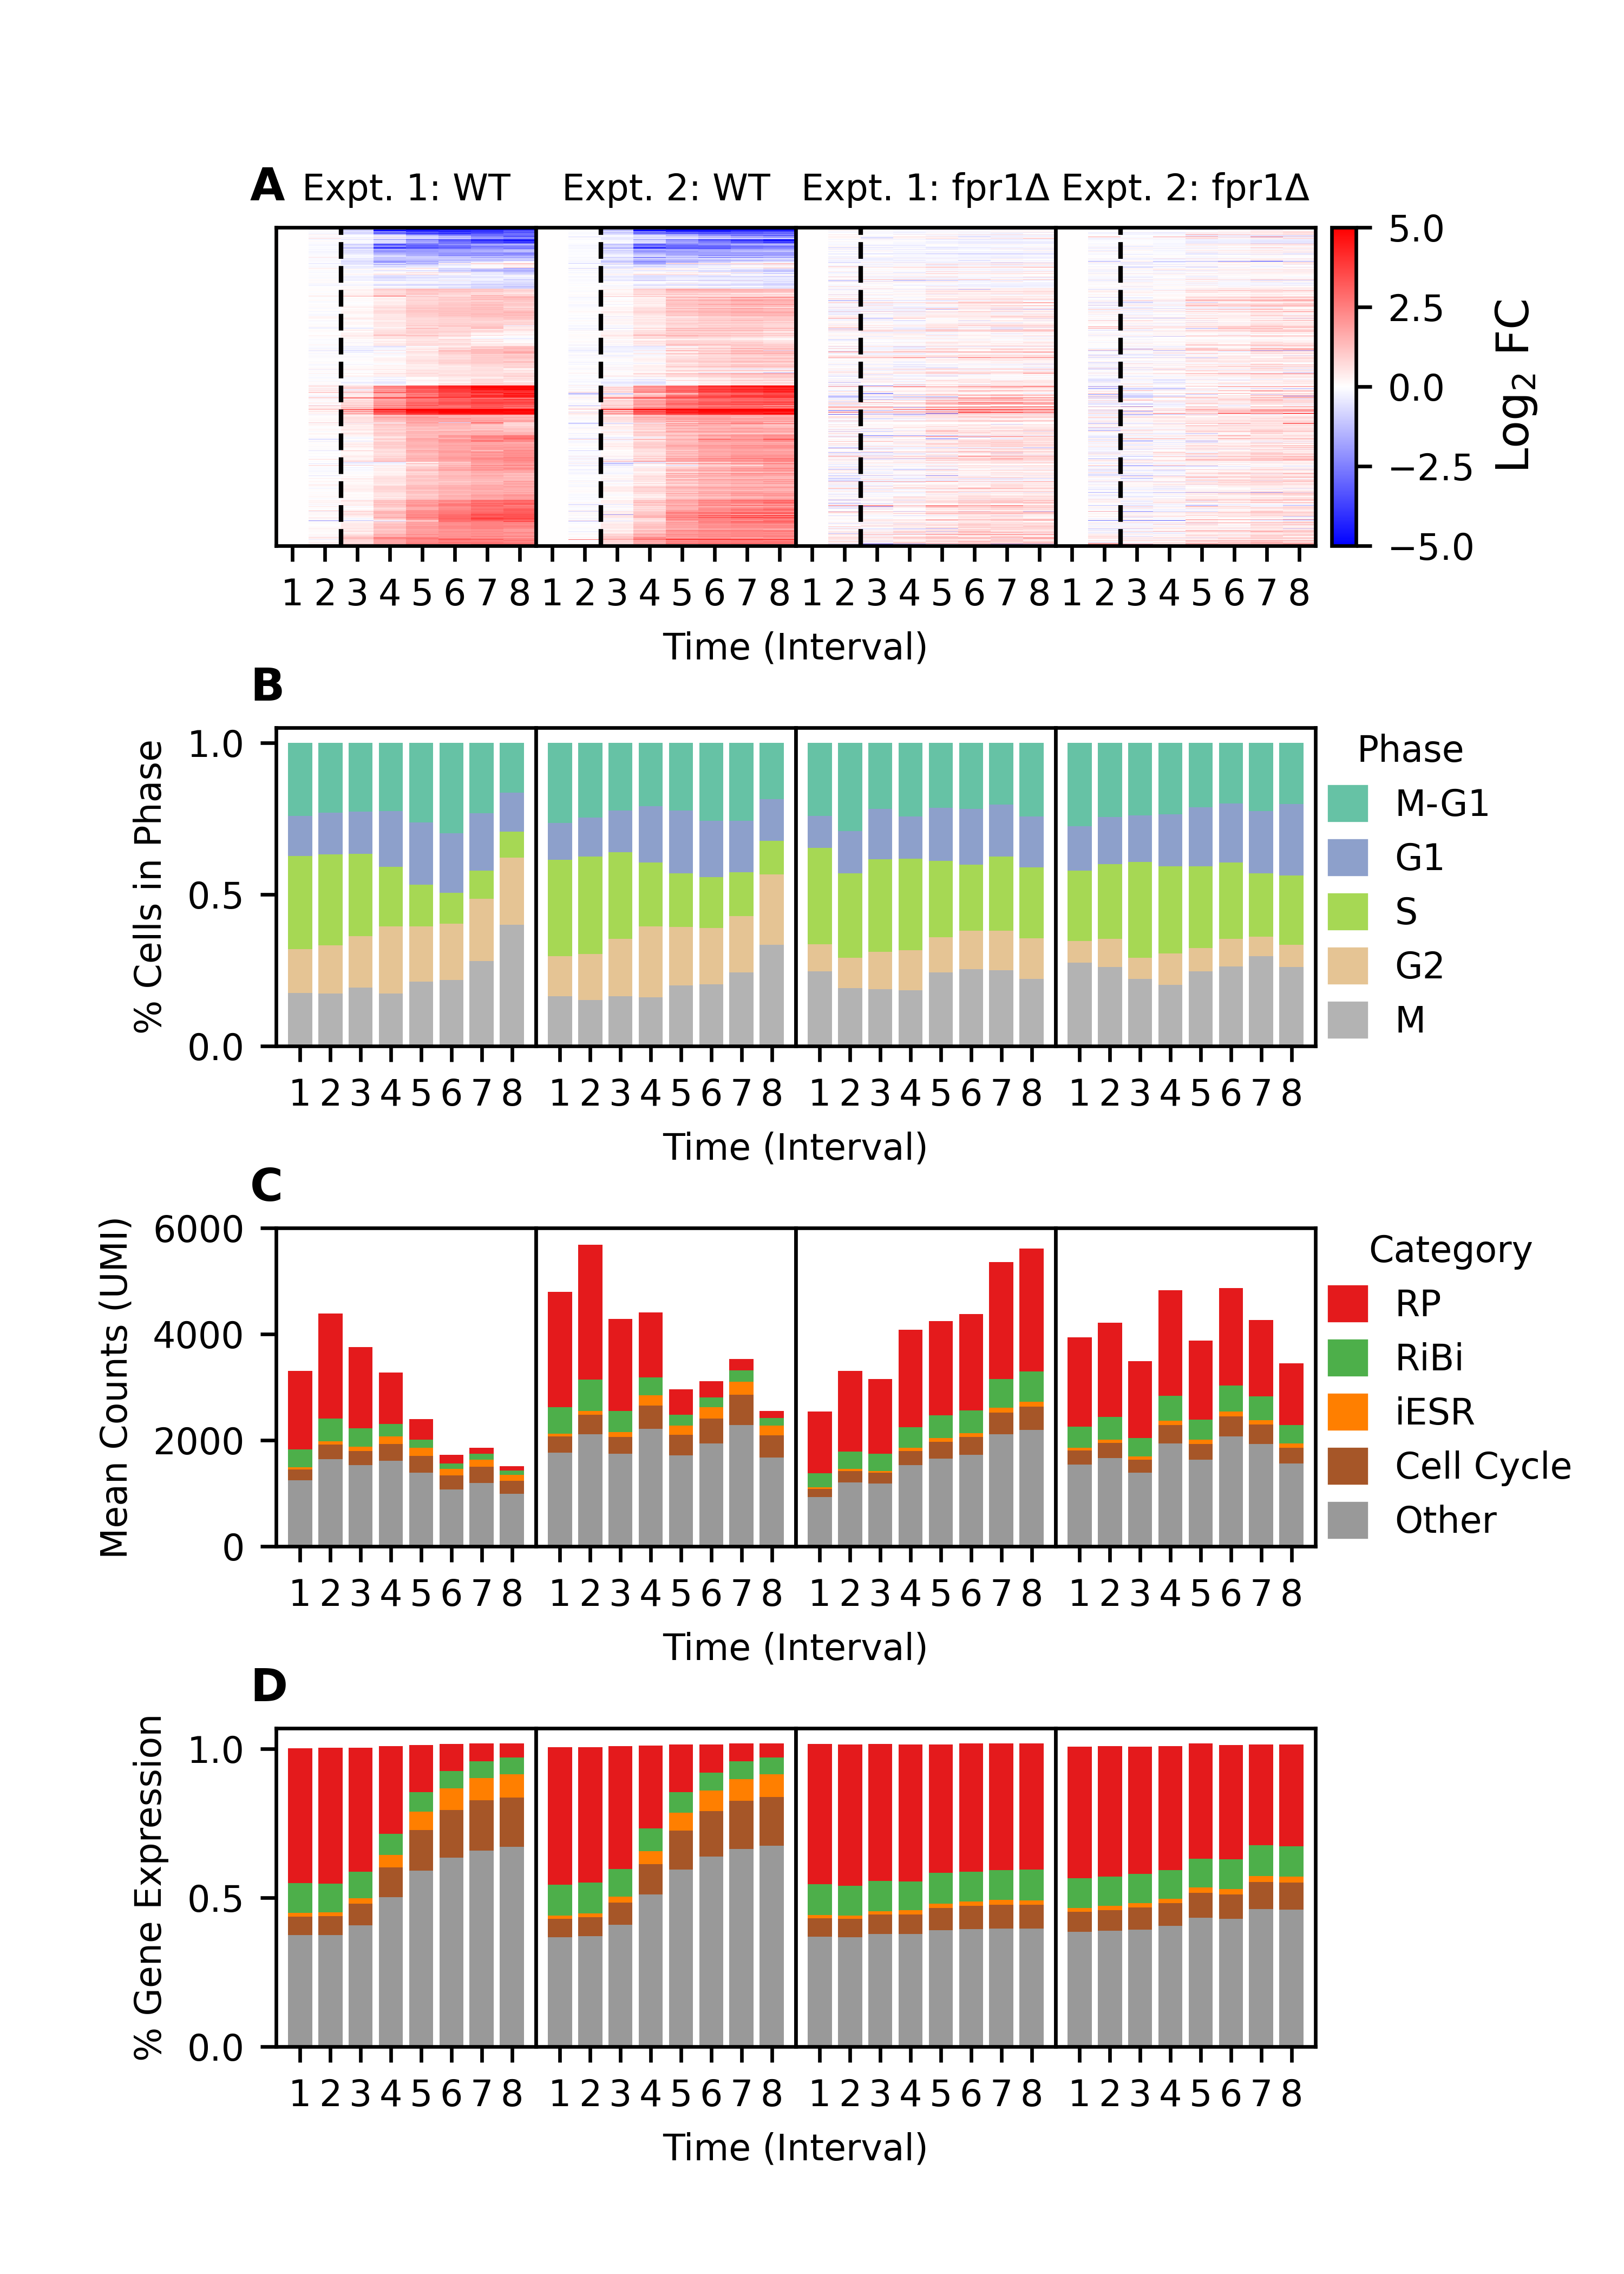 A Expt. 1: WT Expt. 2: WT Expt. 1: fpr1Δ Expt. 2: fpr1Δ
5.0
2.5
0.0
−2.5
−5.0
Log2 FC
1 2 3 4 5 6 7 8 1 2 3 4 5 6 7 8 1 2 3 4 5 6 7 8 1 2 3 4 5 6 7 8
Time (Interval)
B
% Cells in Phase
1.0
0.5
0.0
Phase
M-G1
G1
S
G2
M
1 2 3 4 5 6 7 8 1 2 3 4 5 6 7 8 1 2 3 4 5 6 7 8 1 2 3 4 5 6 7 8
Time (Interval)
C
Mean Counts (UMI)
6000
4000
2000
0
Category
RP
RiBi
iESR
Cell Cycle
Other
1 2 3 4 5 6 7 8 1 2 3 4 5 6 7 8 1 2 3 4 5 6 7 8 1 2 3 4 5 6 7 8
Time (Interval)
D
% Gene Expression
1.0
0.5
0.0
1 2 3 4 5 6 7 8 1 2 3 4 5 6 7 8 1 2 3 4 5 6 7 8 1 2 3 4 5 6 7 8
Time (Interval)